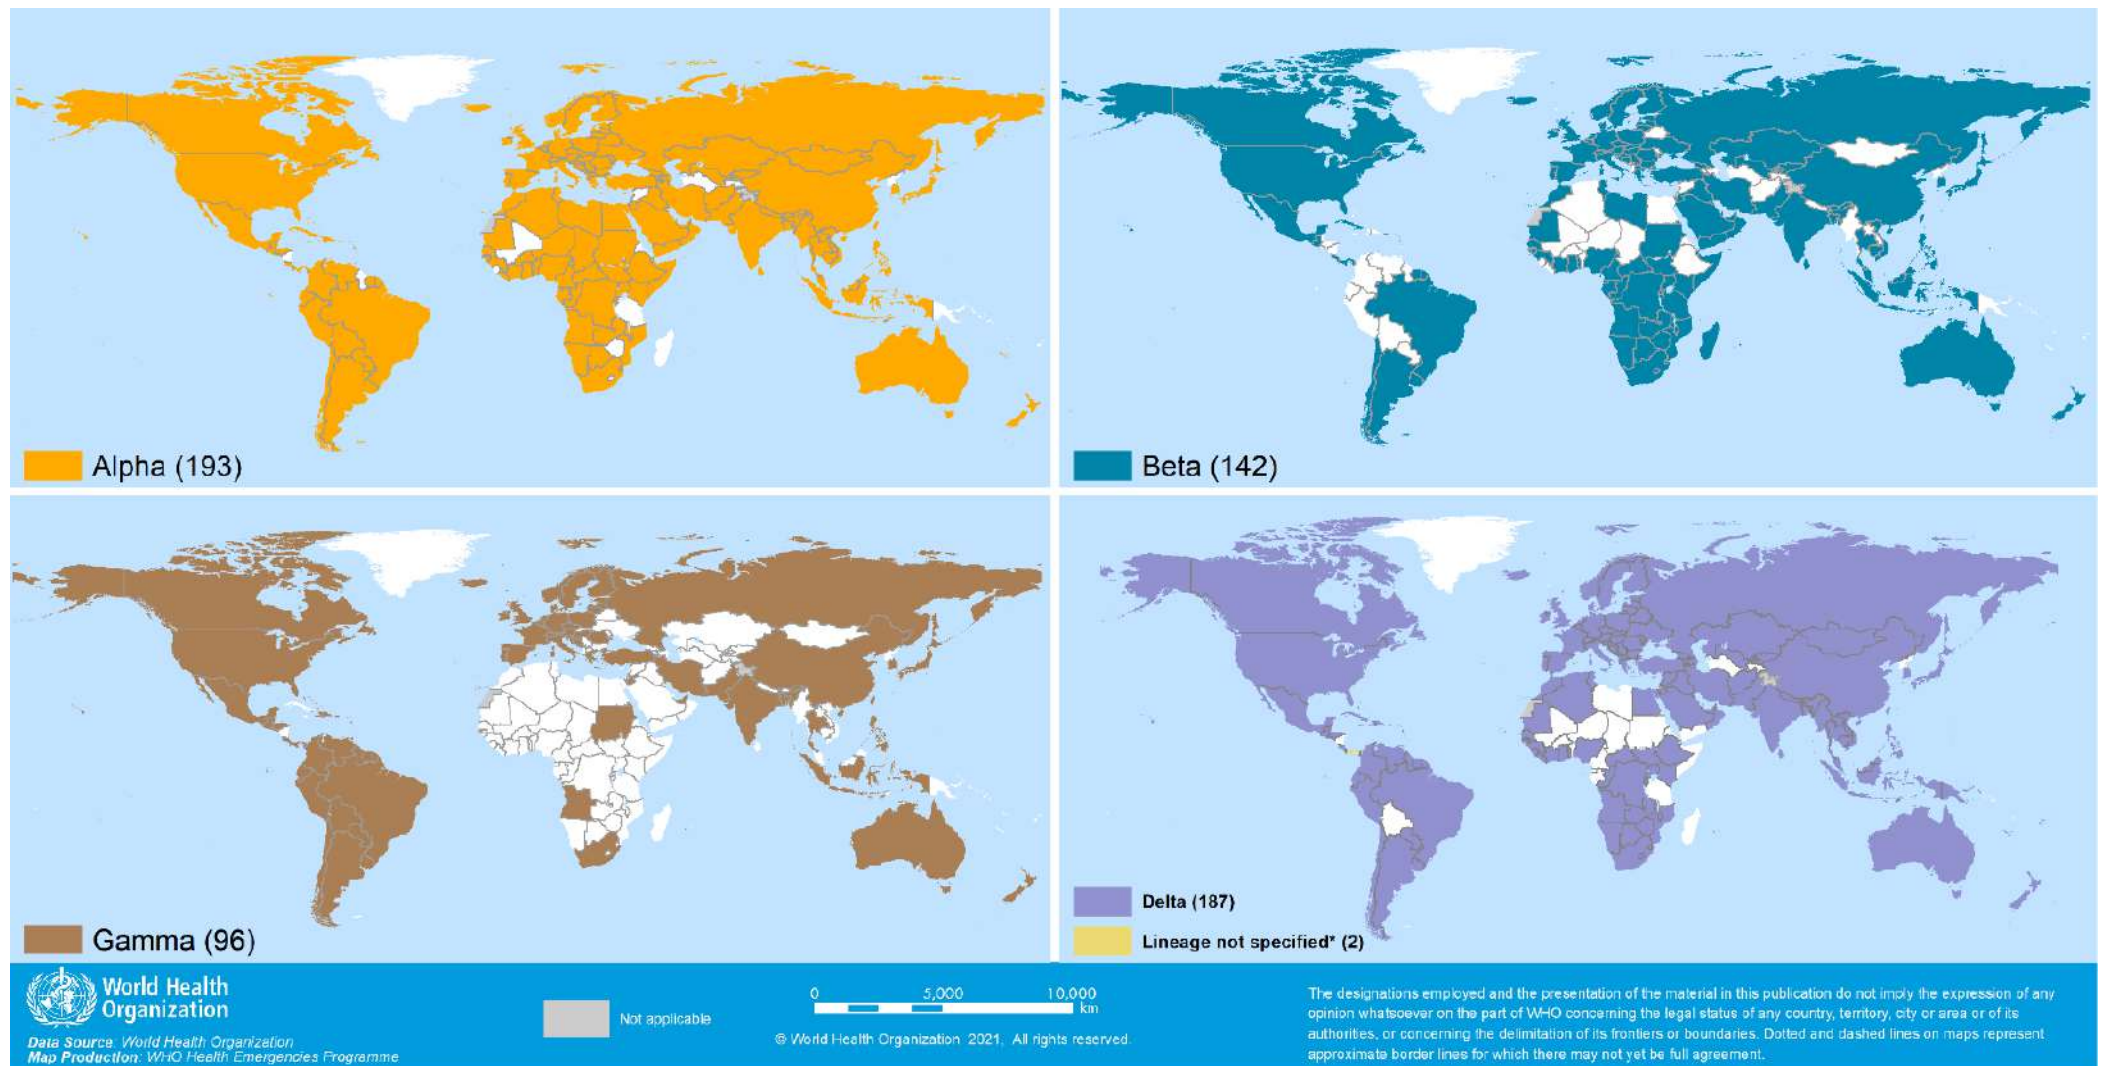 Alpha (193)
Beta (142)
Gamma (96)
Delta (187)
Lineage not specified* (2)
World Health
Organization
Data Source: World Health Organization
Map Production: WHO Health Emergencies Programme
Not applicable
0 5,000 10,000
km
© World Health Organization 2021, All rights reserved.
The designations employed and the presentation of the material in this publication do not imply the expression of any
opinion whatsoever on the part of WHO concerning the legal status of any country, territory, city or area or of its
authorities, or concerning the delimitation of its frontiers or boundaries. Dotted and dashed lines on maps represent
approximate border lines for which there may not yet be full agreement.